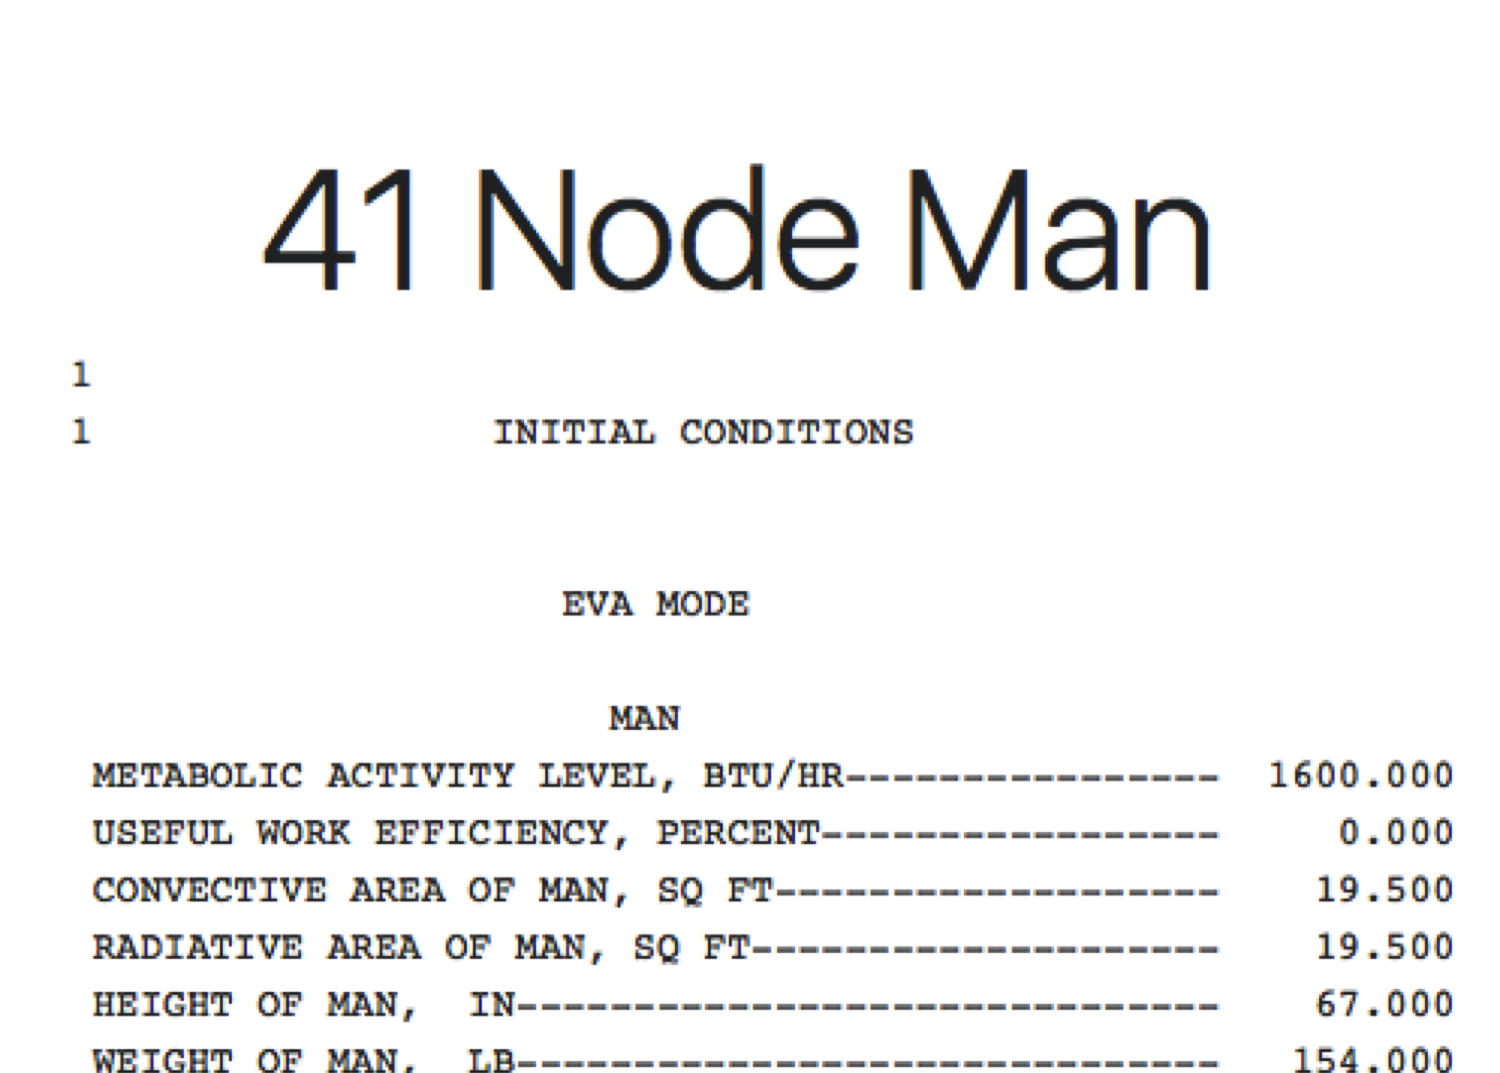 41 Node Man
1
1 INITIAL CONDITIONS
EVA MODE
MAN
METABOLIC ACTIVITY LEVEL, BTU/HR---------------- 1600.000
USEFUL WORK EFFICIENCY, PERCENT----------------- 0.000
CONVECTIVE AREA OF MAN, SQ FT------------------- 19.500
RADIATIVE AREA OF MAN, SQ FT-------------------- 19.500
HEIGHT OF MAN,  IN------------------------------ 67.000
WEIGHT OF MAN,  LB------------------------------ 154.000